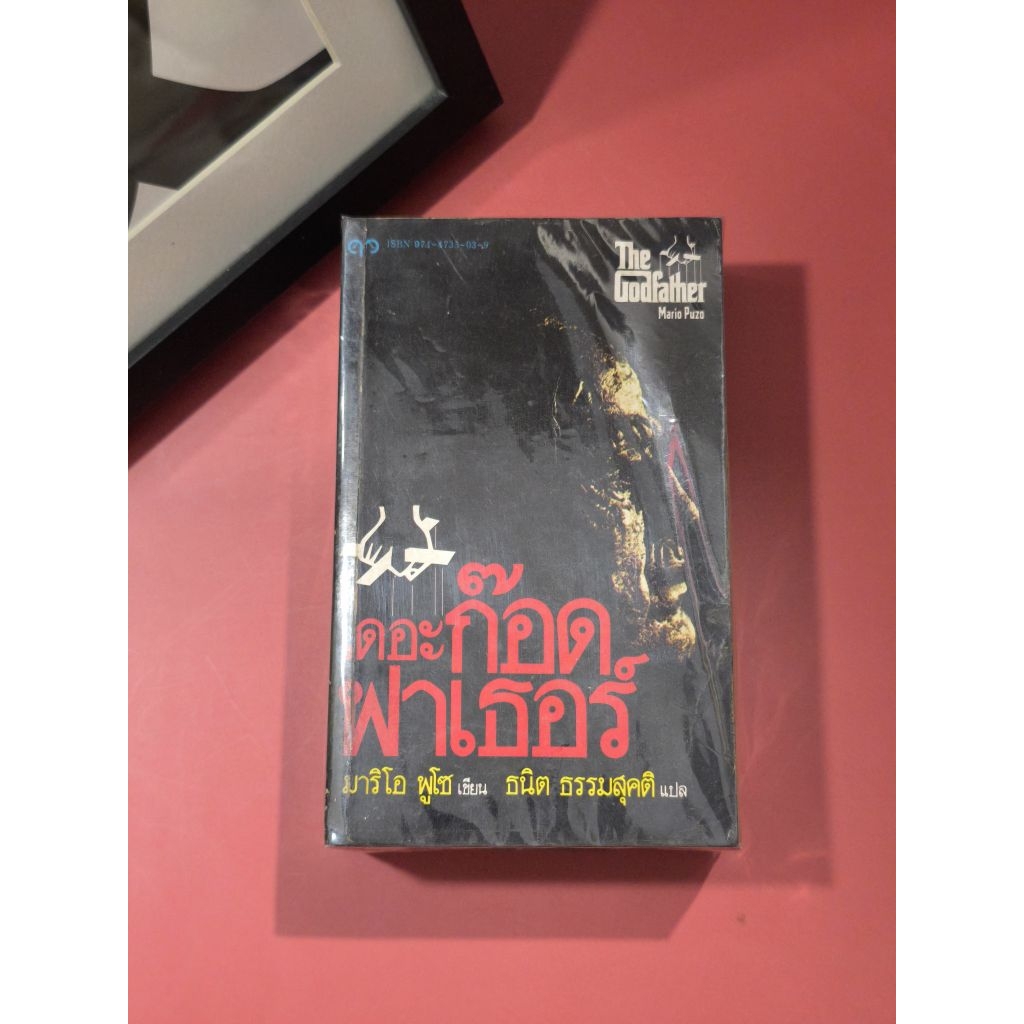 ISBN 974-4735-03-9
The
Godfather
Mario Puzo
เดอะก๊อด
ฟาเธอร์
มาริโอ พูโซ เขียน ธนิต ธรรมสุคติ แปล